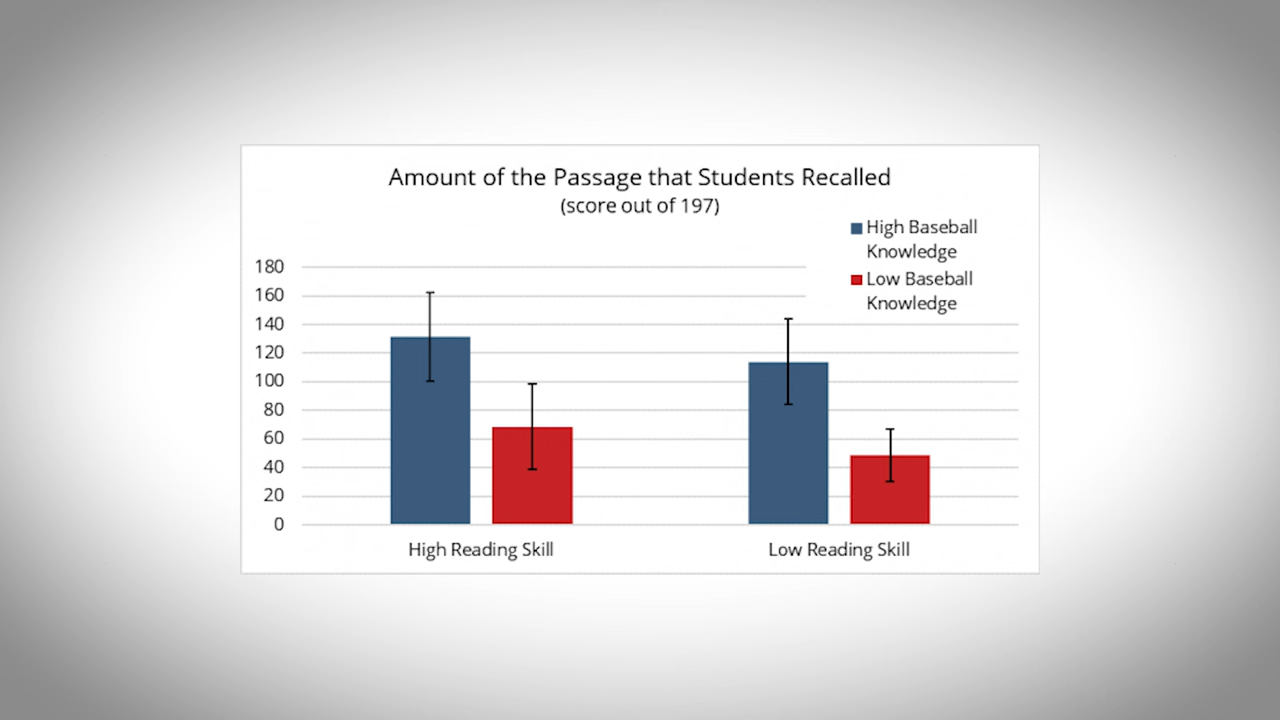 Amount of the Passage that Students Recalled
(score out of 197)
High Baseball
Knowledge
Low Baseball
Knowledge
180
160
140
120
100
80
60
40
20
0
High Reading Skill
Low Reading Skill